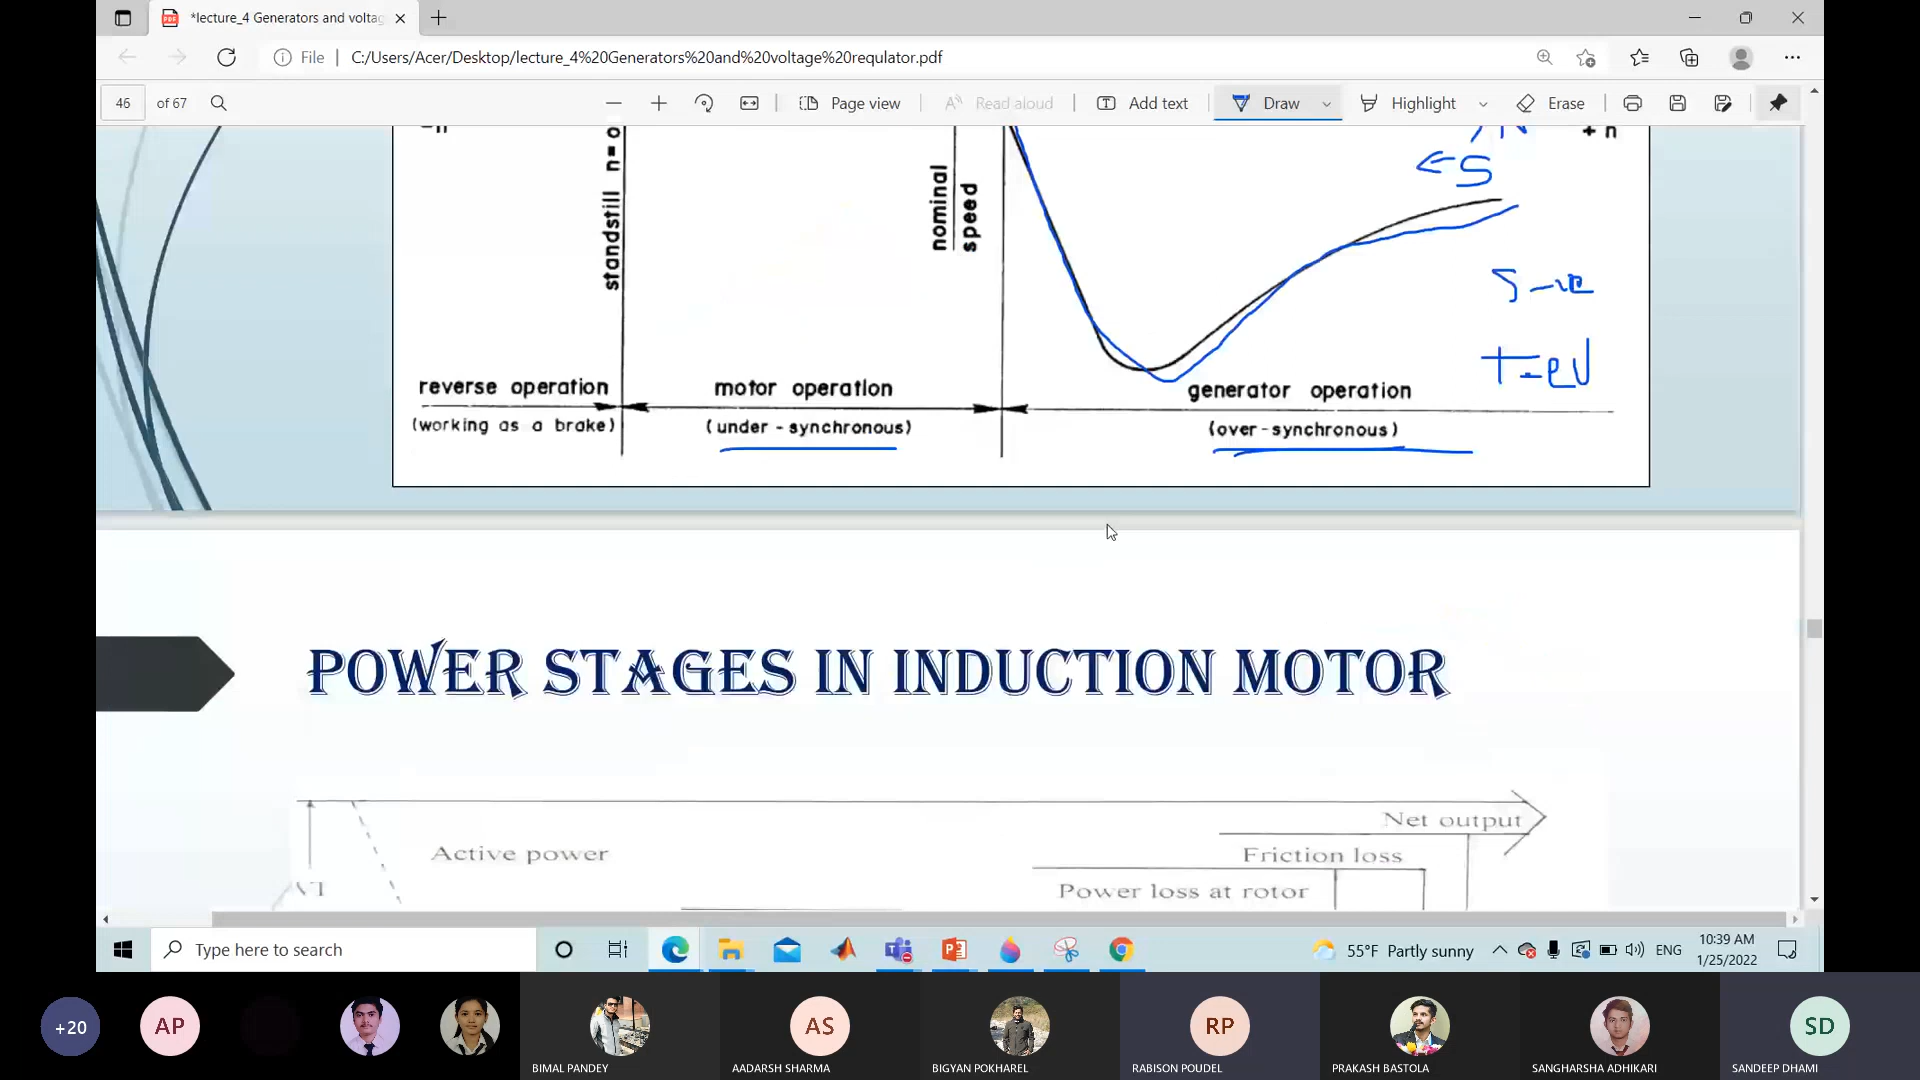 *lecture_4 Generators and volta
File
C:/Users/Acer/Desktop/lecture_4%20Generators%20and%20voltage%20requlator.pdf
46 of 67
Page view
Read aloud
Add text
Draw
Highlight
Erase
-n
+ n
standstill n=o
nominal
speed
S
reverse operation
motor operation
generator operation
(working as a brake)
(under-synchronous)
(over-synchronous)
POWER STAGES IN INDUCTION MOTOR
Net output
Friction loss
Active power
Power loss at rotor
Type here to search
55°F Partly sunny
ENG
10:39 AM
1/25/2022
+20
AP
AS
RP
SD
BIMAL PANDEY
AADARSH SHARMA
BIGYAN POKHAREL
RABISON POUDEL
PRAKASH BASTOLA
SANGHARSHA ADHIKARI
SANDEEP DHAMI